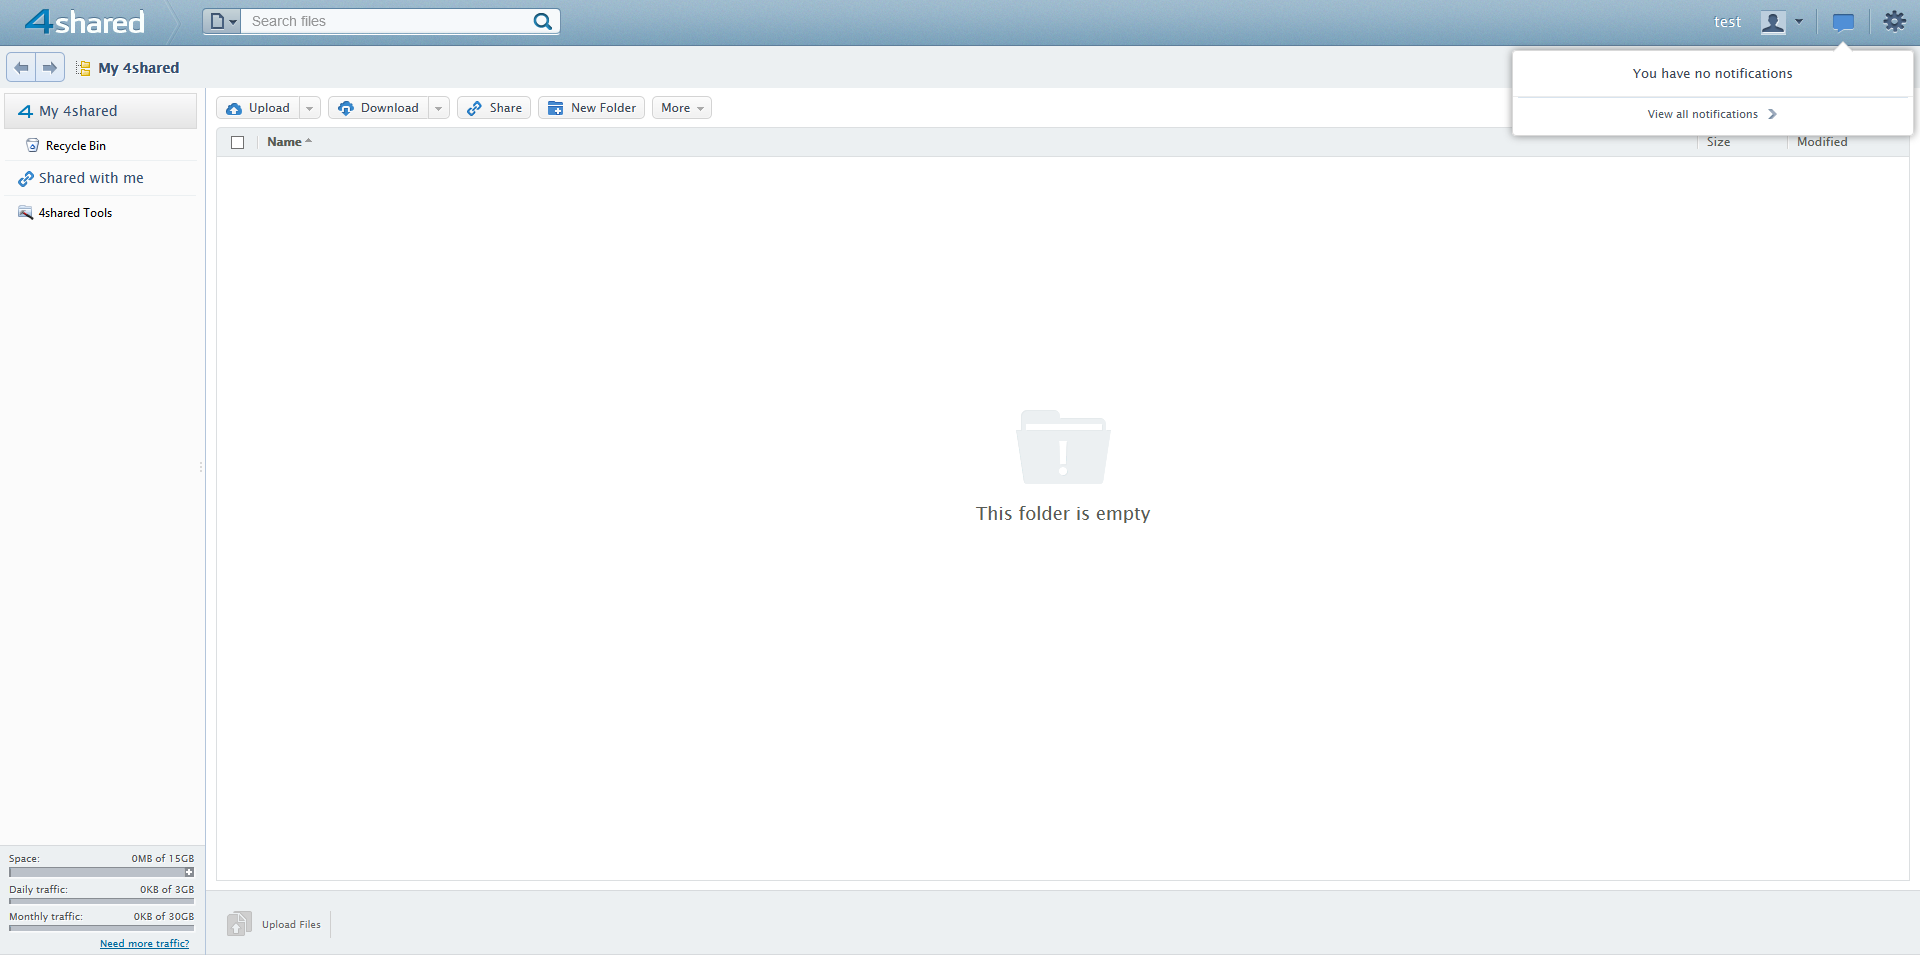 4shared
Search files
test
My 4shared
You have no notifications
View all notifications
My 4shared
Recycle Bin
Shared with me
4shared Tools
Upload
Download
Share
New Folder
More
Name
Size
Modified
This folder is empty
Space: 0MB of 15GB
Daily traffic: 0KB of 3GB
Monthly traffic: 0KB of 30GB
Need more traffic?
Upload Files